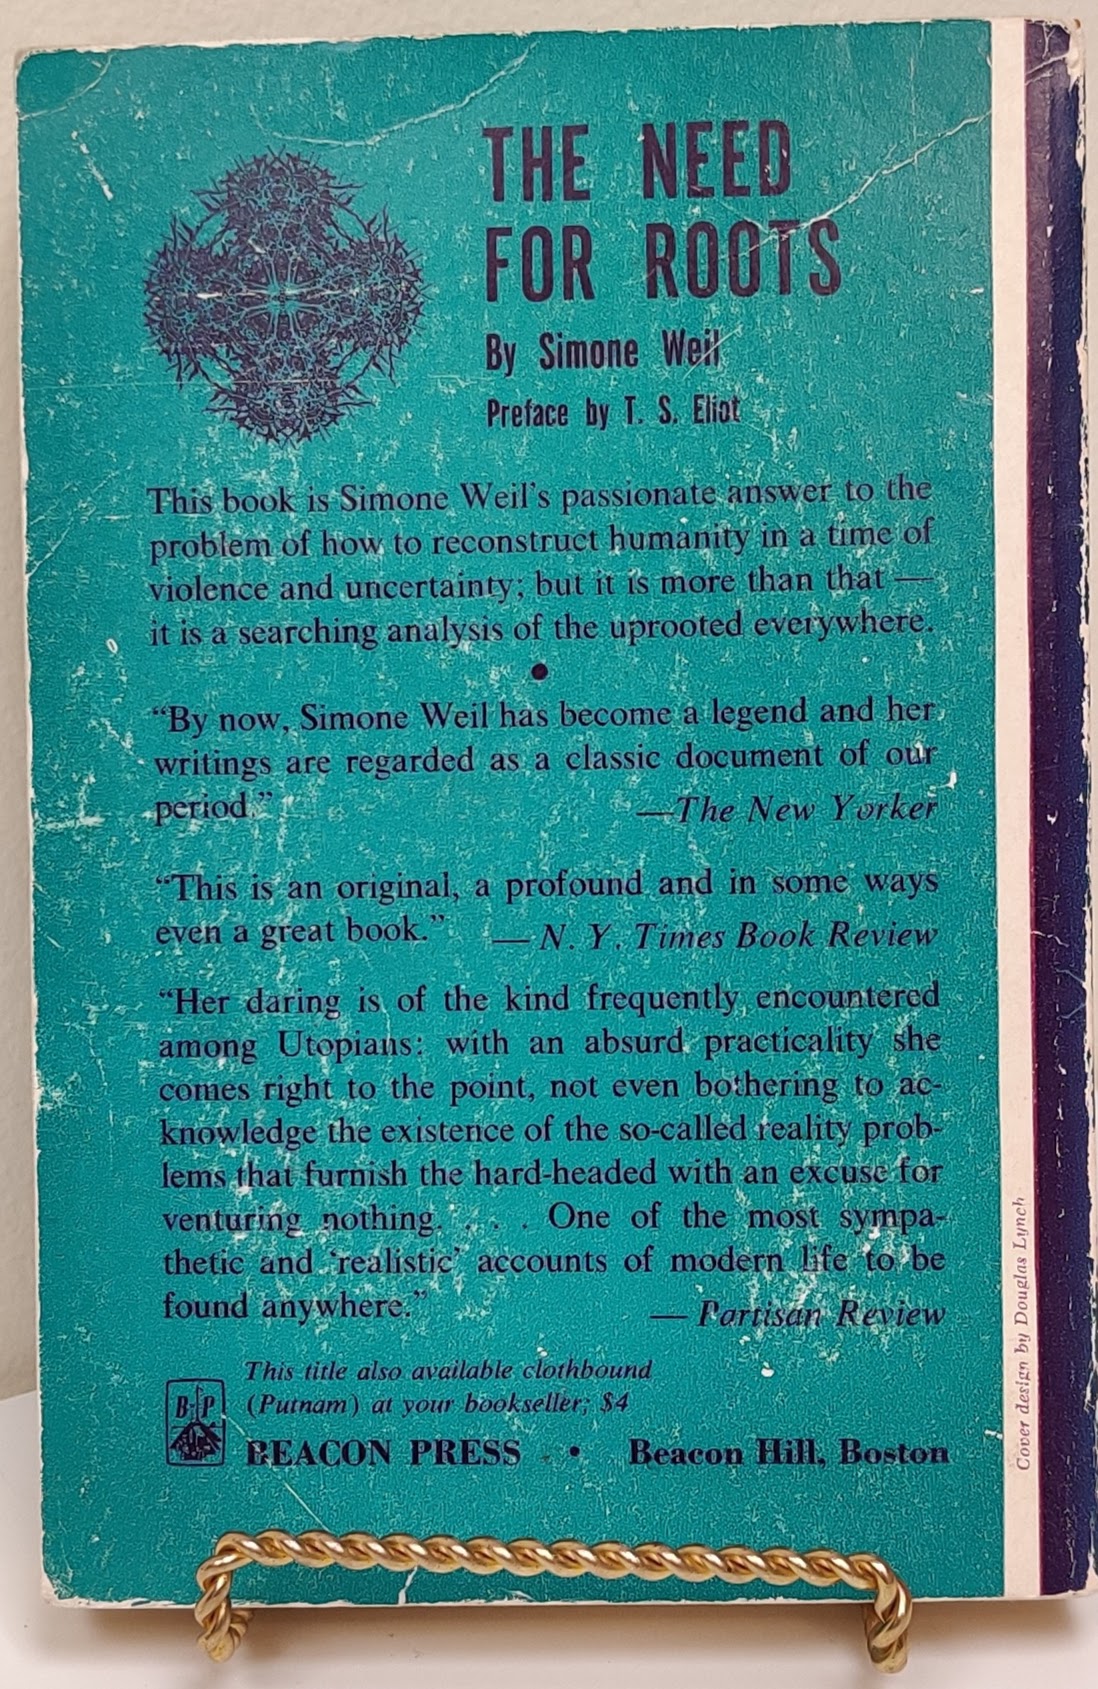 THE NEED
FOR ROOTS
By Simone Weil
Preface by T. S. Eliot
This book is Simone Weil's passionate answer to the
problem of how to reconstruct humanity in a time of
violence and uncertainty; but it is more than that —
it is a searching analysis of the uprooted everywhere.
●
“By now, Simone Weil has become a legend and her
writings are regarded as a classic document of our
period.” —The New Yorker
“This is an original, a profound and in some ways
even a great book.” — N. Y. Times Book Review
“Her daring is of the kind frequently encountered
among Utopians: with an absurd practicality she
comes right to the point, not even bothering to ac-
knowledge the existence of the so-called reality prob-
lems that furnish the hard-headed with an excuse for
venturing nothing. . . . One of the most sympa-
thetic and ‘realistic’ accounts of modern life to be
found anywhere.” — Partisan Review
This title also available clothbound
(Putnam) at your bookseller; $4
B P
BEACON PRESS • Beacon Hill, Boston
Cover design by Douglas Lynch